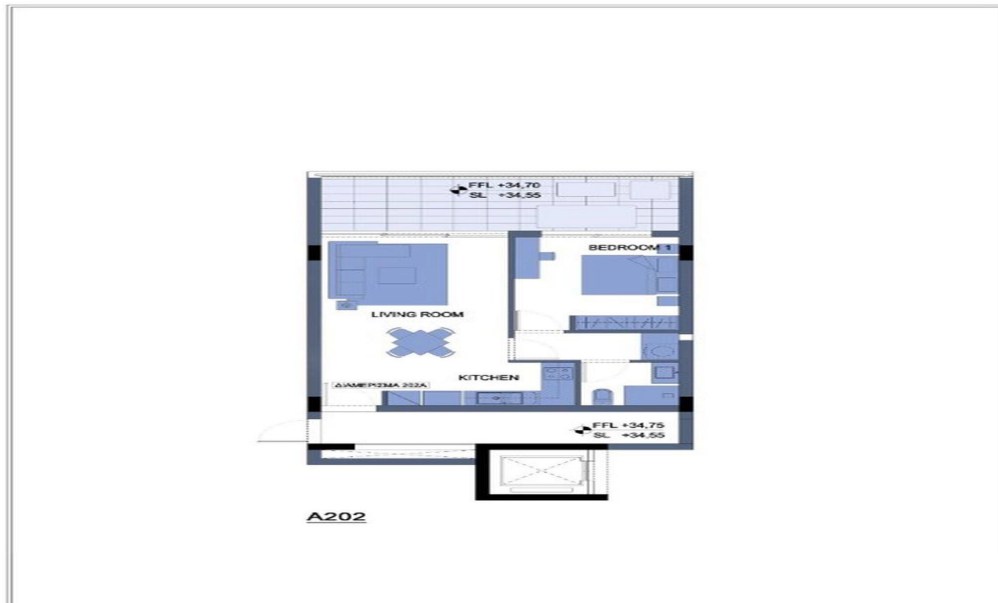 FFL +34,70
SL +34,55
BEDROOM 1
LIVING ROOM
KITCHEN
ΔΙΑΜΕΡΙΣΜΑ 202Α
FFL +34,75
SL +34,55
A202